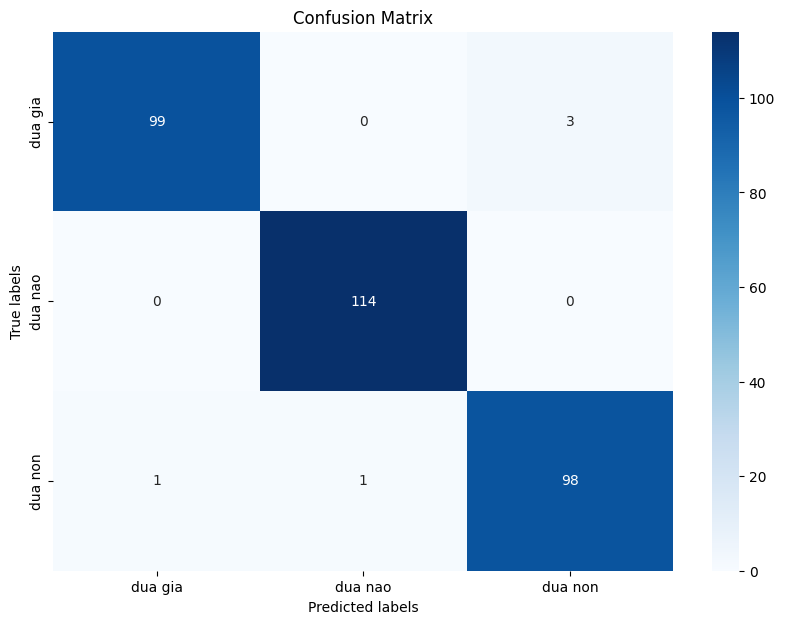 Confusion Matrix
True labels
dua gia
99 0 3
dua nao
0 114 0
dua non
1 1 98
dua gia dua nao dua non
Predicted labels
100
80
60
40
20
0